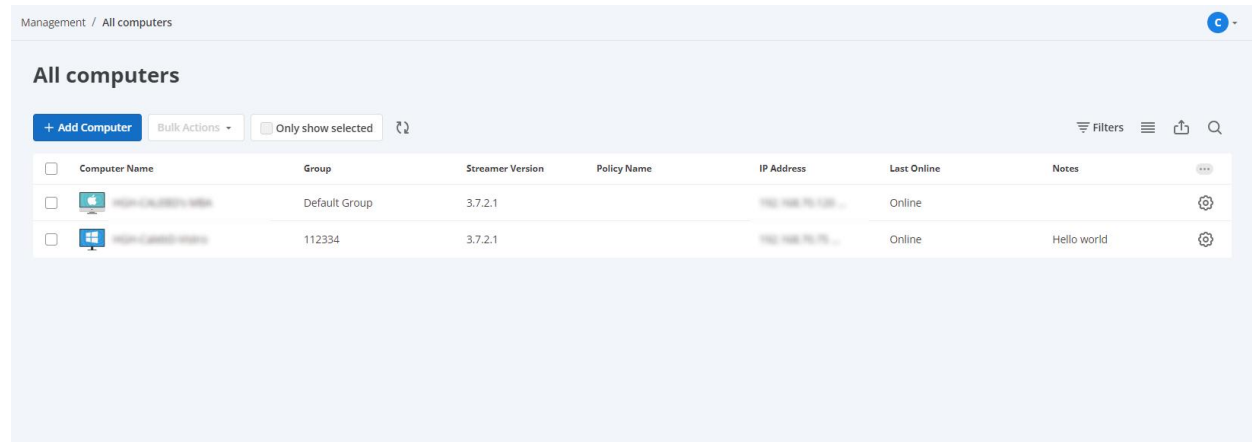 Management / All computers
C
All computers
+ Add Computer Bulk Actions Only show selected Filters
Computer Name Group Streamer Version Policy Name IP Address Last Online Notes
Default Group 3.7.2.1 Online
112334 3.7.2.1 Online Hello world